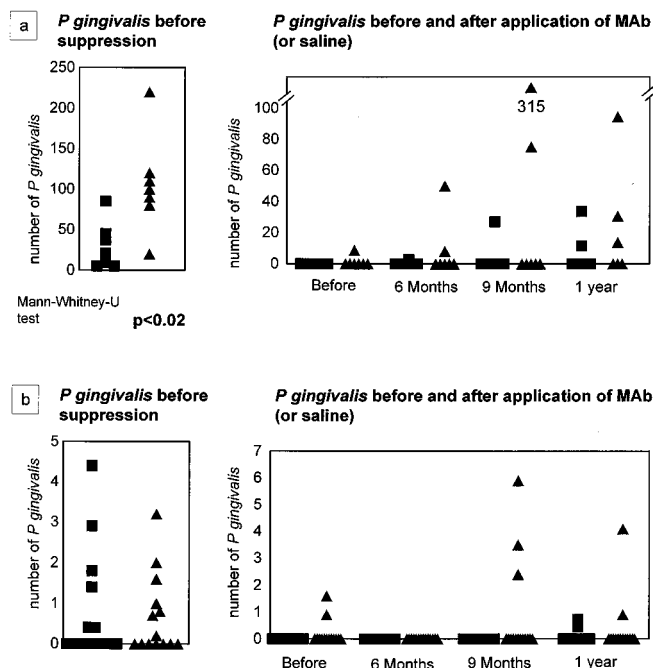 a
P gingivalis before
suppression
P gingivalis before and after application of MAb
(or saline)
number of P gingivalis
250
200
150
100
50
0
Mann-Whitney-U
test
p<0.02
number of P gingivalis
100
80
60
40
20
0
315
Before
6 Months
9 Months
1 year
b
P gingivalis before
suppression
P gingivalis before and after application of MAb
(or saline)
number of P gingivalis
5
4
3
2
1
0
number of P gingivalis
7
6
5
4
3
2
1
0
Before
6 Months
9 Months
1 year